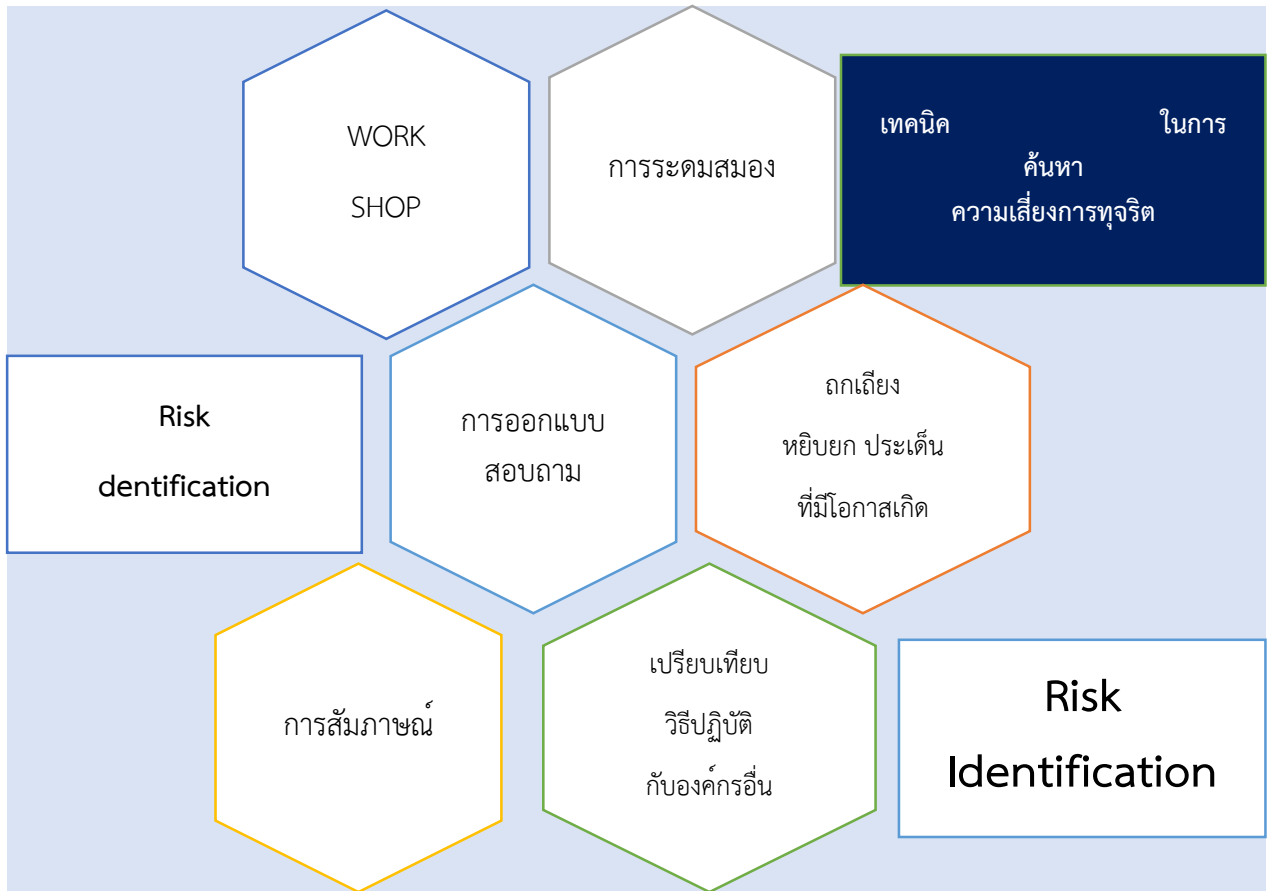 WORK
SHOP
การระดมสมอง
เทคนิค ในการ
ค้นหา
ความเสี่ยงการทุจริต
Risk
dentification
การออกแบบ
สอบถาม
ถกเถียง
หยิบยก ประเด็น
ที่มีโอกาสเกิด
การสัมภาษณ์
เปรียบเทียบ
วิธีปฏิบัติ
กับองค์กรอื่น
Risk
Identification